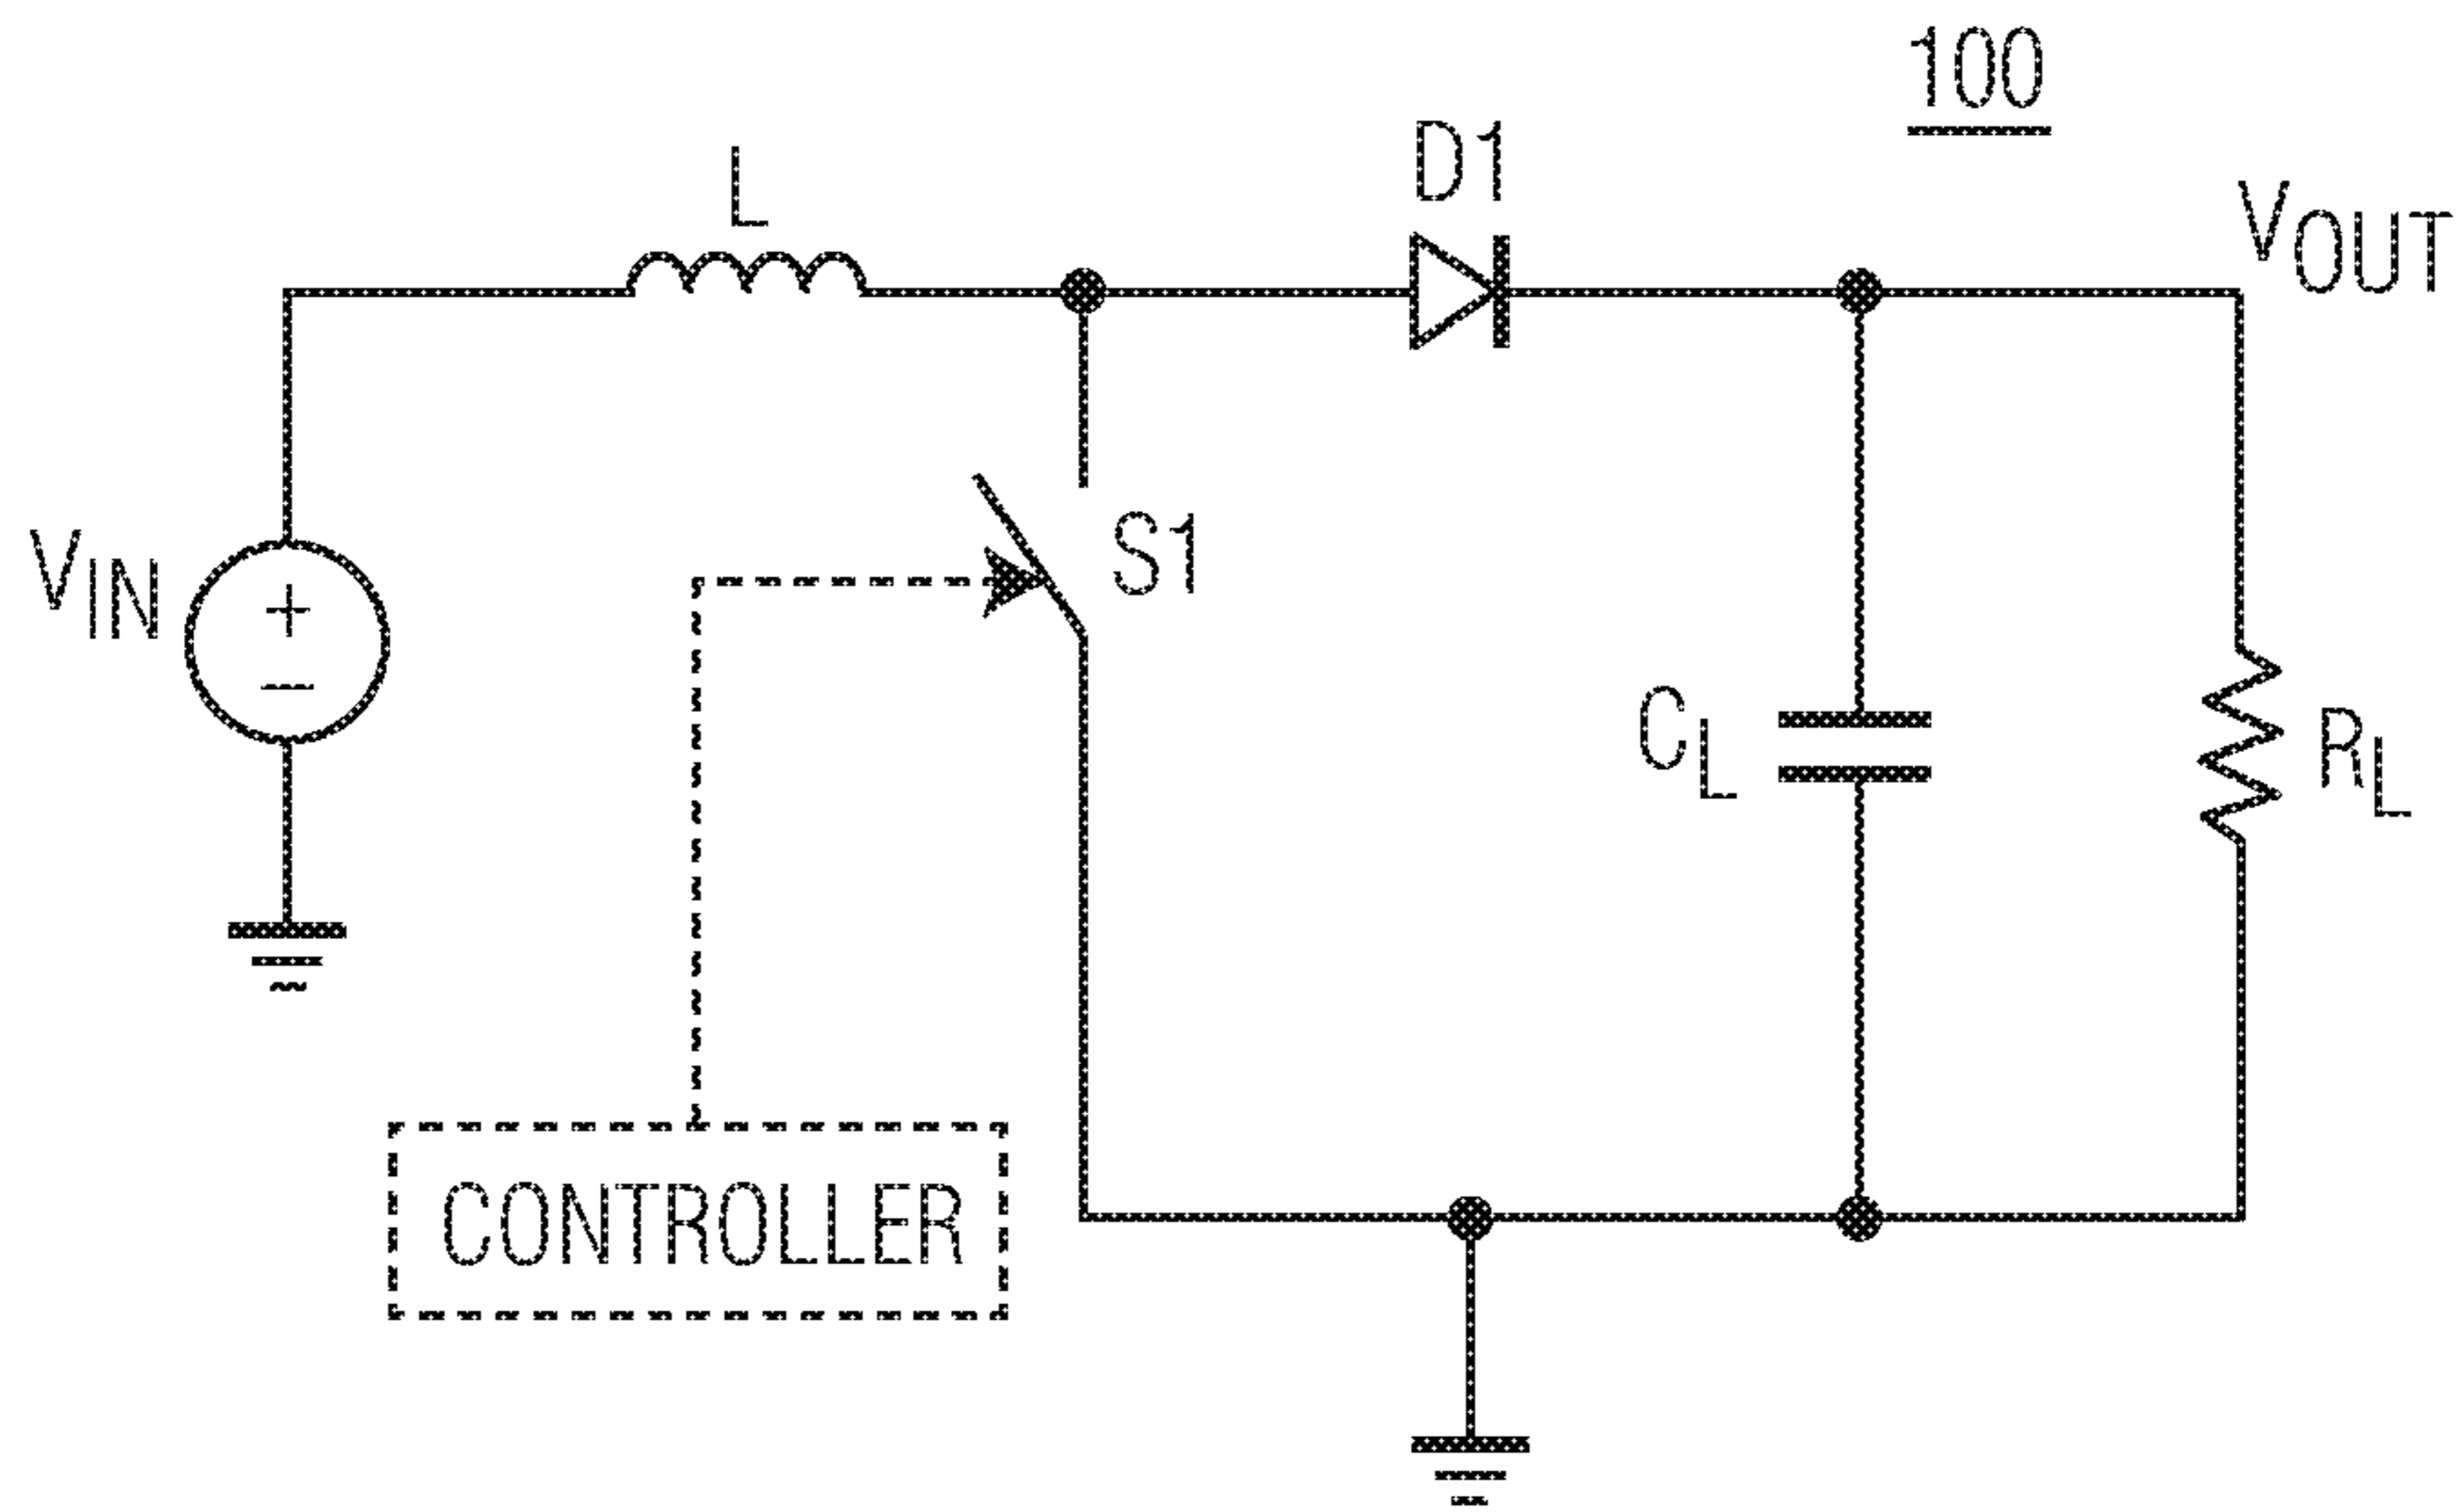 100
L
D1
VOUT
VIN
+
−
S1
CL
RL
CONTROLLER